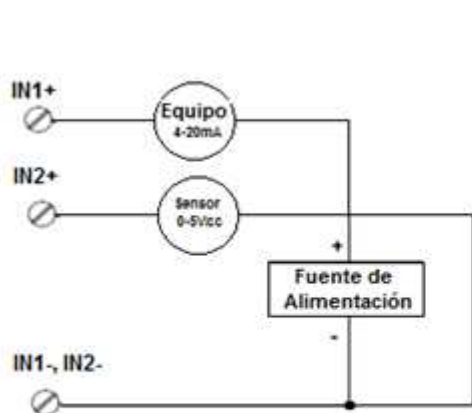 IN1+
Equipo
4-20mA
IN2+
Sensor
0-5Vcc
+
Fuente de
Alimentación
-
IN1-, IN2-